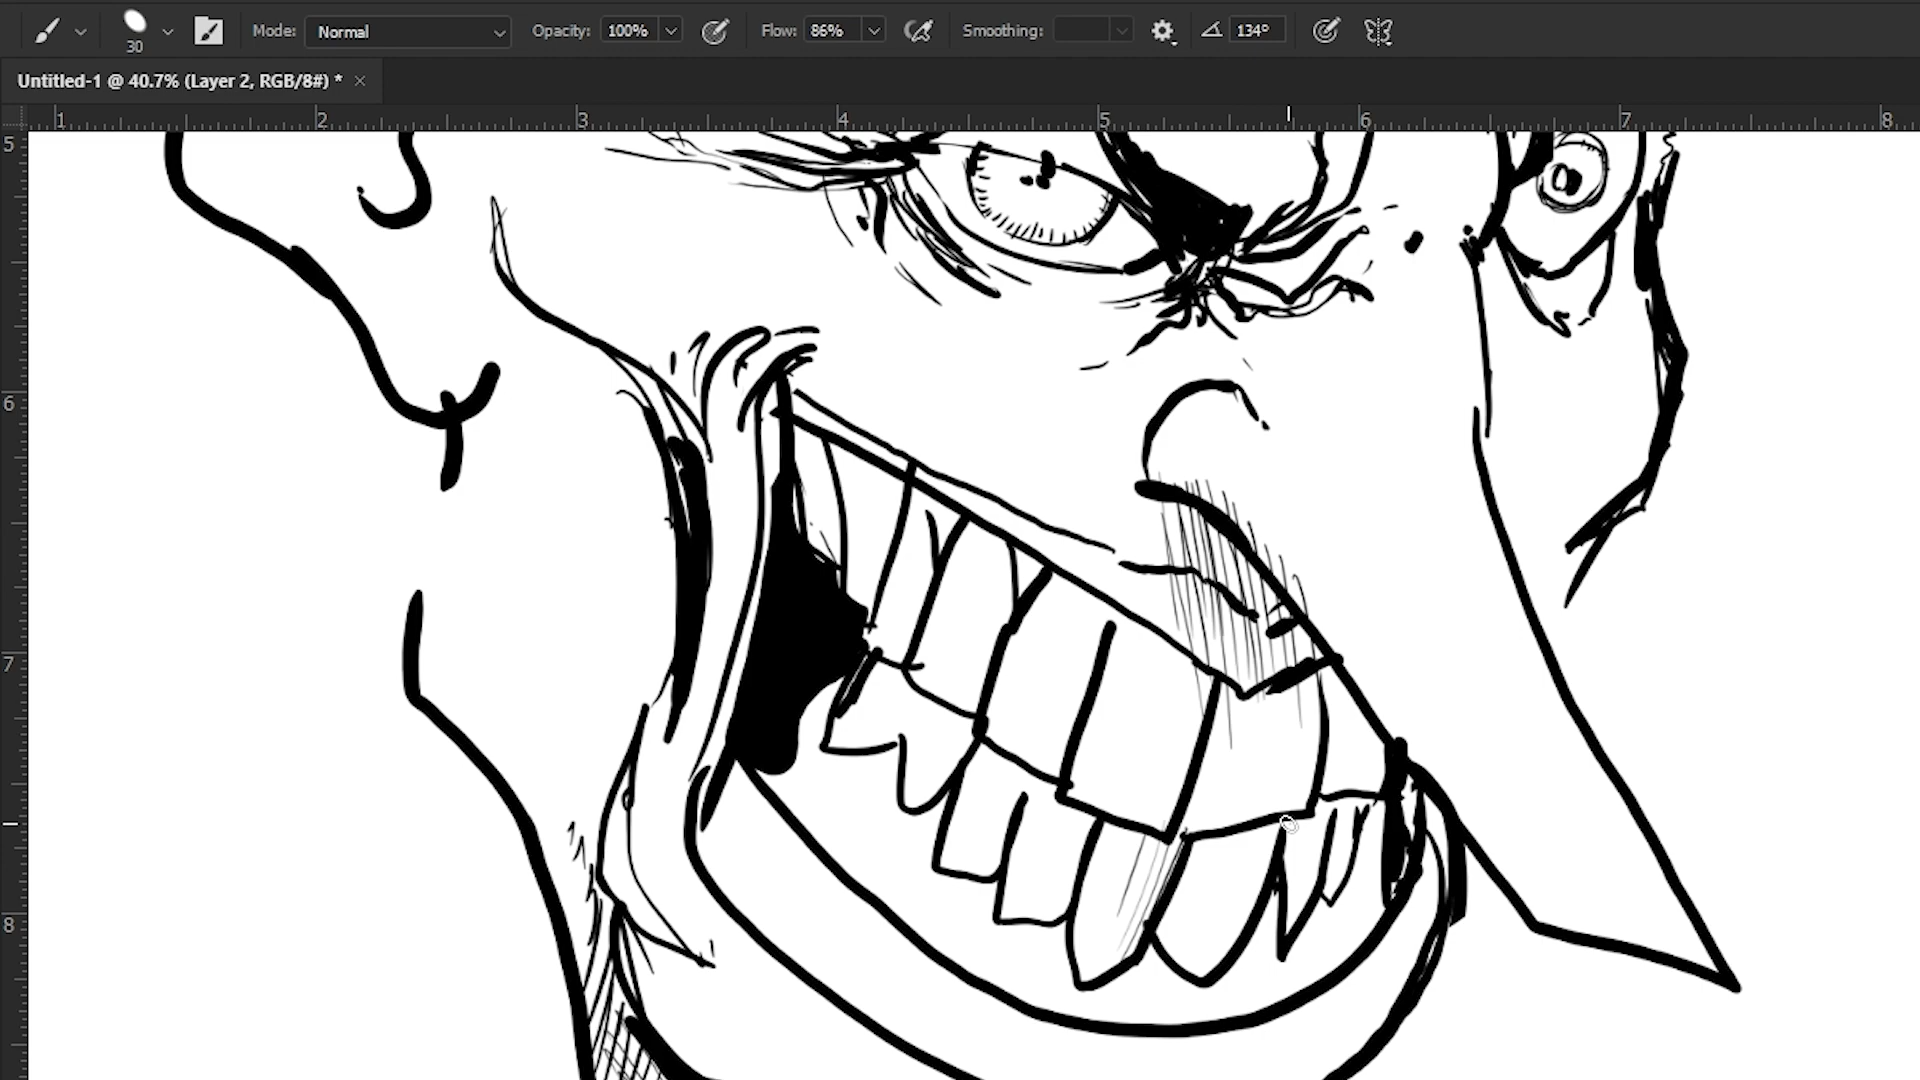 30 Mode: Normal Opacity: 100% Flow: 86% Smoothing: 134°
Untitled-1 @ 40.7% (Layer 2, RGB/8#) * ×
1 2 3 4 5 6 7 8
5
6
7
8